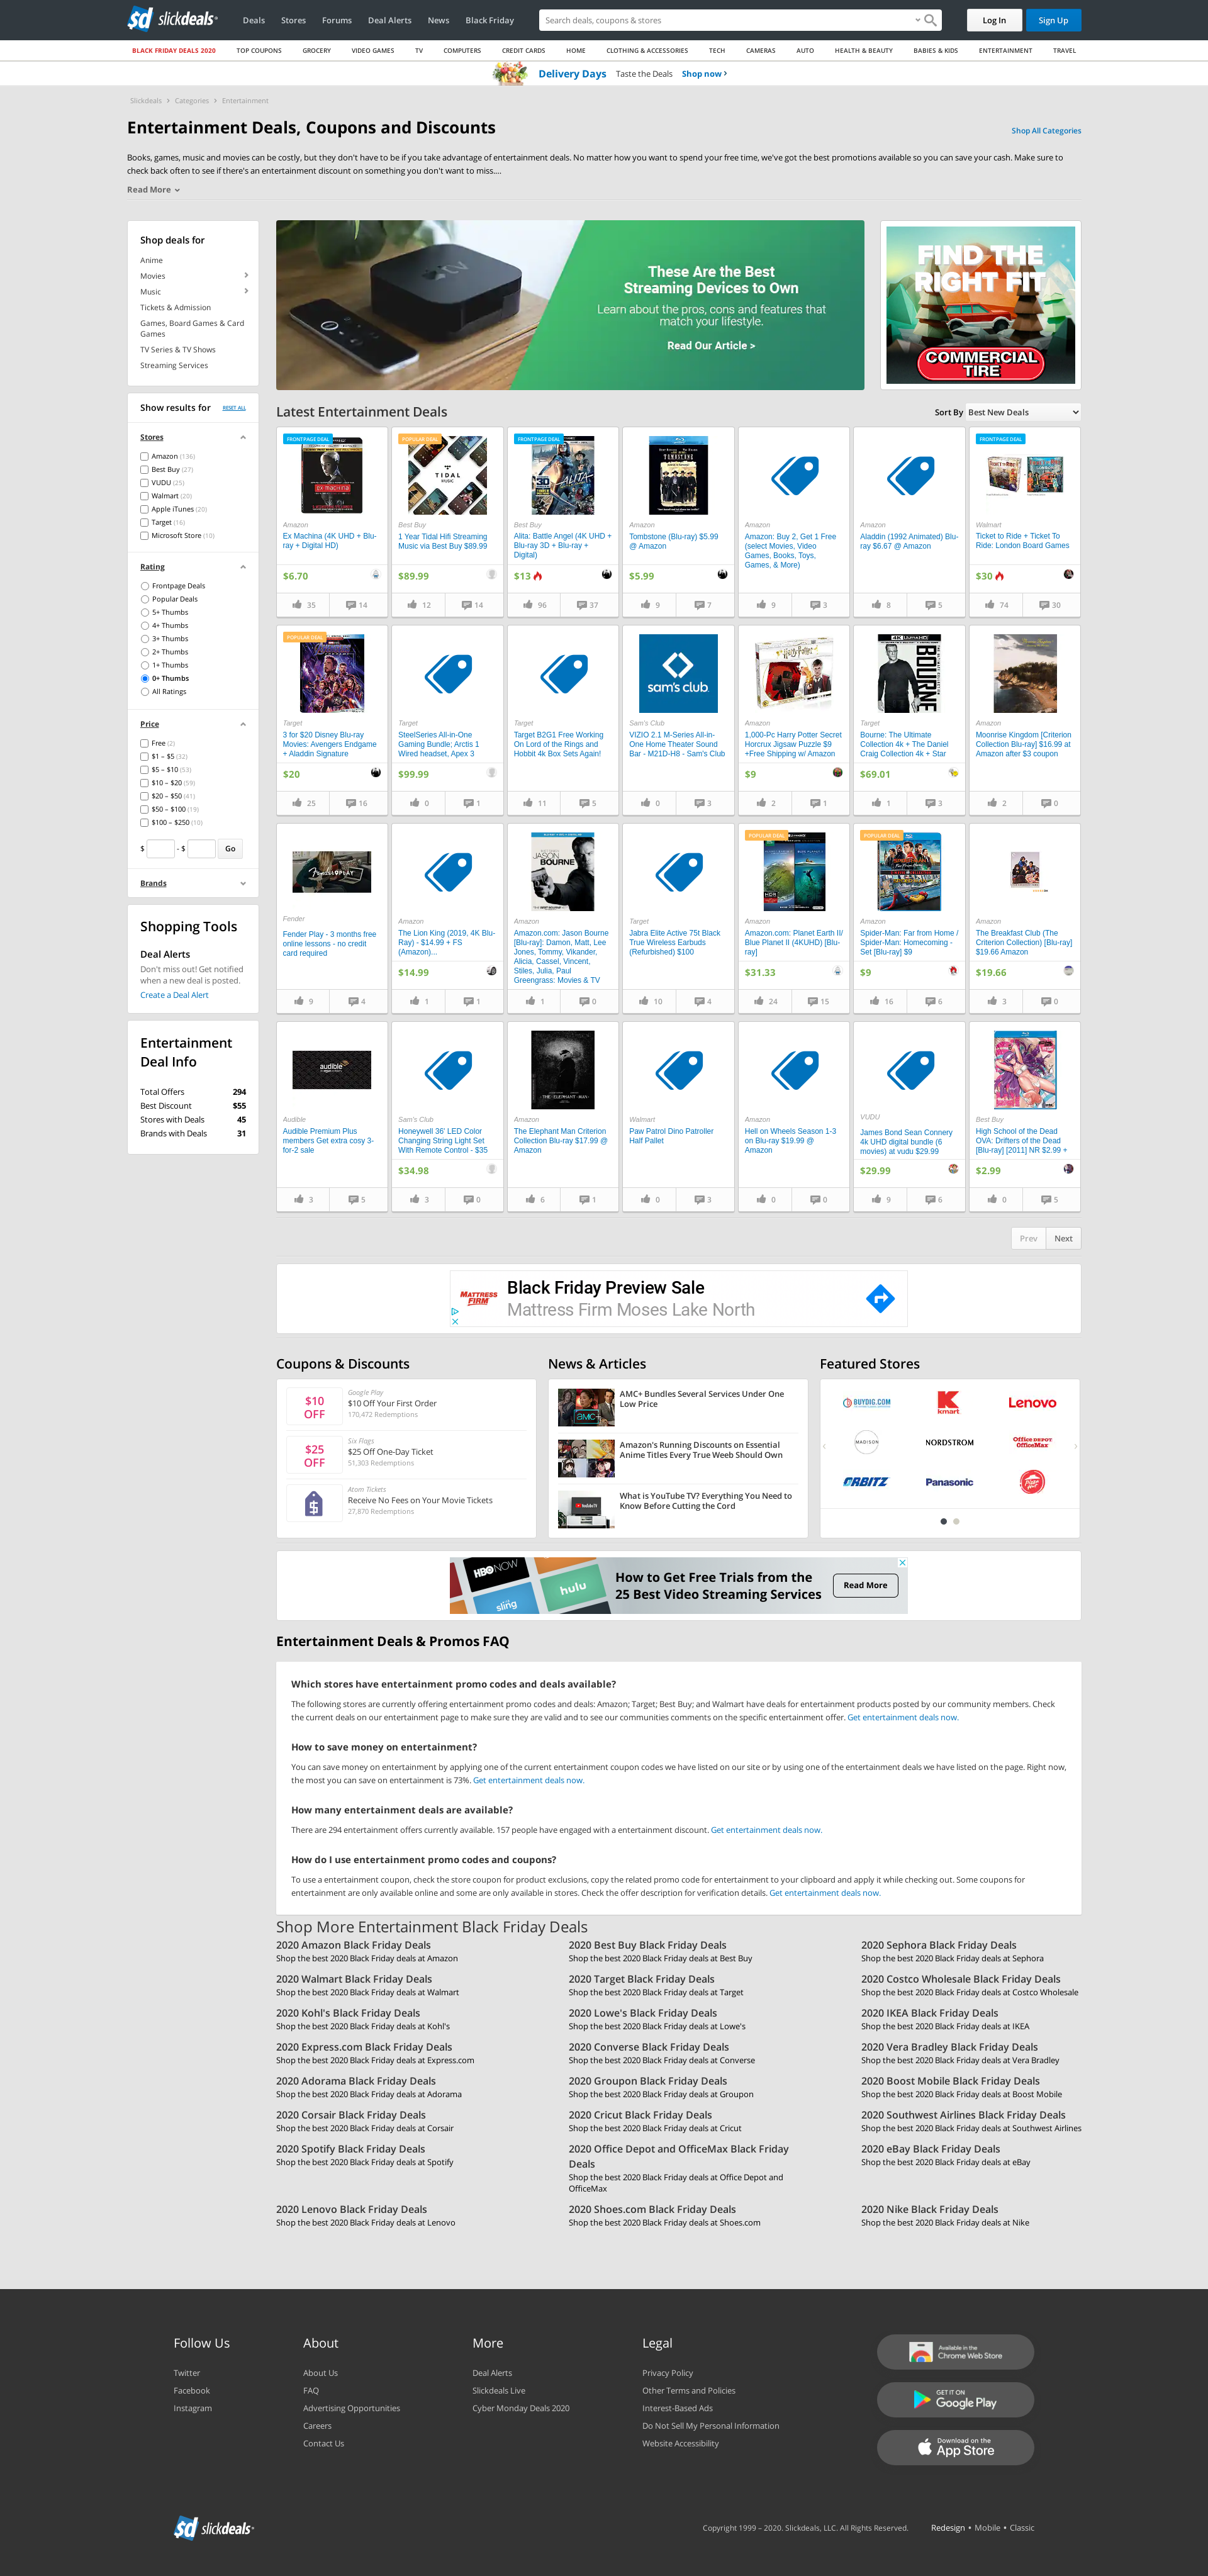 slickdeals
Deals
Stores
Forums
Deal Alerts
News
Black Friday
Search deals, coupons & stores
Log In
Sign Up
BLACK FRIDAY DEALS 2020
TOP COUPONS
GROCERY
VIDEO GAMES
TV
COMPUTERS
CREDIT CARDS
HOME
CLOTHING & ACCESSORIES
TECH
CAMERAS
AUTO
HEALTH & BEAUTY
BABIES & KIDS
ENTERTAINMENT
TRAVEL
Delivery Days Taste the Deals Shop now ›
Slickdeals › Categories › Entertainment
Entertainment Deals, Coupons and Discounts
Shop All Categories
Books, games, music and movies can be costly, but they don't have to be if you take advantage of entertainment deals. No matter how you want to spend your free time, we've got the best promotions available so you can save your cash. Make sure to
check back often to see if there's an entertainment discount on something you don't want to miss....
Read More
Shop deals for
Anime
Movies
Music
Tickets & Admission
Games, Board Games & Card
Games
TV Series & TV Shows
Streaming Services
Show results for RESET ALL
Stores
Amazon (136)
Best Buy (27)
VUDU (25)
Walmart (20)
Apple iTunes (20)
Target (16)
Microsoft Store (10)
Rating
Frontpage Deals
Popular Deals
5+ Thumbs
4+ Thumbs
3+ Thumbs
2+ Thumbs
1+ Thumbs
0+ Thumbs
All Ratings
Price
Free (2)
$1 – $5 (32)
$5 – $10 (53)
$10 – $20 (59)
$20 – $50 (41)
$50 – $100 (19)
$100 – $250 (10)
$ - $ Go
Brands
Shopping Tools
Deal Alerts
Don't miss out! Get notified
when a new deal is posted.
Create a Deal Alert
Entertainment
Deal Info
Total Offers 294
Best Discount $55
Stores with Deals 45
Brands with Deals 31
tv
These Are the Best
Streaming Devices to Own
Learn about the pros, cons and features that
match your lifestyle.
Read Our Article >
FIND THE
RIGHT FIT
COMMERCIAL
TIRE
Latest Entertainment Deals
Sort By Best New Deals
FRONTPAGE DEAL
EX MACHINA
Amazon
Ex Machina (4K UHD + Blu-
ray + Digital HD)
$6.70
35 14
POPULAR DEAL
TIDAL
MUSIC
Best Buy
1 Year Tidal Hifi Streaming
Music via Best Buy $89.99
$89.99
12 14
FRONTPAGE DEAL
ALITA
3D
Best Buy
Alita: Battle Angel (4K UHD +
Blu-ray 3D + Blu-ray +
Digital)
$13
96 37
TOMBSTONE
Amazon
Tombstone (Blu-ray) $5.99
@ Amazon
$5.99
9 7
Amazon
Amazon: Buy 2, Get 1 Free
(select Movies, Video
Games, Books, Toys,
Games, & More)
9 3
Amazon
Aladdin (1992 Animated) Blu-
ray $6.67 @ Amazon
8 5
FRONTPAGE DEAL
Walmart
Ticket to Ride + Ticket To
Ride: London Board Games
$30
74 30
POPULAR DEAL
Target
3 for $20 Disney Blu-ray
Movies: Avengers Endgame
+ Aladdin Signature
$20
25 16
Target
SteelSeries All-in-One
Gaming Bundle; Arctis 1
Wired headset, Apex 3
$99.99
0 1
Target
Target B2G1 Free Working
On Lord of the Rings and
Hobbit 4k Box Sets Again!
11 5
sam's club
Sam's Club
VIZIO 2.1 M-Series All-in-
One Home Theater Sound
Bar - M21D-H8 - Sam's Club
0 3
Harry Potter
Amazon
1,000-Pc Harry Potter Secret
Horcrux Jigsaw Puzzle $9
+Free Shipping w/ Amazon
$9
2 1
4K ULTRA HD
BOURNE
Target
Bourne: The Ultimate
Collection 4k + The Daniel
Craig Collection 4k + Star
$69.01
1 3
Amazon
Moonrise Kingdom [Criterion
Collection Blu-ray] $16.99 at
Amazon after $3 coupon
2 0
Fender PLAY
Fender
Fender Play - 3 months free
online lessons - no credit
card required
9 4
Amazon
The Lion King (2019, 4K Blu-
Ray) - $14.99 + FS
(Amazon)...
$14.99
1 1
JASON
BOURNE
Amazon
Amazon.com: Jason Bourne
[Blu-ray]: Damon, Matt, Lee
Jones, Tommy, Vikander,
Alicia, Cassel, Vincent,
Stiles, Julia, Paul
Greengrass: Movies & TV
1 0
Target
Jabra Elite Active 75t Black
True Wireless Earbuds
(Refurbished) $100
10 4
POPULAR DEAL
Amazon
Amazon.com: Planet Earth II/
Blue Planet II (4KUHD) [Blu-
ray]
$31.33
24 15
POPULAR DEAL
Amazon
Spider-Man: Far from Home /
Spider-Man: Homecoming -
Set [Blu-ray] $9
$9
16 6
Amazon
The Breakfast Club (The
Criterion Collection) [Blu-ray]
$19.66 Amazon
$19.66
3 0
audible
Audible
Audible Premium Plus
members Get extra cosy 3-
for-2 sale
3 5
Sam's Club
Honeywell 36' LED Color
Changing String Light Set
With Remote Control - $35
$34.98
3 0
THE ELEPHANT MAN
Amazon
The Elephant Man Criterion
Collection Blu-ray $17.99 @
Amazon
6 1
Walmart
Paw Patrol Dino Patroller
Half Pallet
0 3
Amazon
Hell on Wheels Season 1-3
on Blu-ray $19.99 @
Amazon
0 0
VUDU
James Bond Sean Connery
4k UHD digital bundle (6
movies) at vudu $29.99
$29.99
9 6
Best Buy
High School of the Dead
OVA: Drifters of the Dead
[Blu-ray] [2011] NR $2.99 +
$2.99
0 5
Prev Next
MATTRESS
FIRM
Black Friday Preview Sale
Mattress Firm Moses Lake North
Coupons & Discounts
$10
OFF
Google Play
$10 Off Your First Order
170,472 Redemptions
$25
OFF
Six Flags
$25 Off One-Day Ticket
51,303 Redemptions
Atom Tickets
Receive No Fees on Your Movie Tickets
27,870 Redemptions
News & Articles
AMC+
AMC+ Bundles Several Services Under One
Low Price
Amazon's Running Discounts on Essential
Anime Titles Every True Weeb Should Own
YouTube TV
What is YouTube TV? Everything You Need to
Know Before Cutting the Cord
Featured Stores
BUYDIG.COM
kmart
Lenovo
MADISON
NORDSTROM
Office DEPOT
OfficeMax
ORBITZ
Panasonic
Pizza Hut
HBO NOW
hulu
sling
How to Get Free Trials from the
25 Best Video Streaming Services
Read More
Entertainment Deals & Promos FAQ
Which stores have entertainment promo codes and deals available?
The following stores are currently offering entertainment promo codes and deals: Amazon; Target; Best Buy; and Walmart have deals for entertainment products posted by our community members. Check
the current deals on our entertainment page to make sure they are valid and to see our communities comments on the specific entertainment offer. Get entertainment deals now.
How to save money on entertainment?
You can save money on entertainment by applying one of the current entertainment coupon codes we have listed on our site or by using one of the entertainment deals we have listed on the page. Right now,
the most you can save on entertainment is 73%. Get entertainment deals now.
How many entertainment deals are available?
There are 294 entertainment offers currently available. 157 people have engaged with a entertainment discount. Get entertainment deals now.
How do I use entertainment promo codes and coupons?
To use a entertainment coupon, check the store coupon for product exclusions, copy the related promo code for entertainment to your clipboard and apply it while checking out. Some coupons for
entertainment are only available online and some are only available in stores. Check the offer description for verification details. Get entertainment deals now.
Shop More Entertainment Black Friday Deals
2020 Amazon Black Friday Deals
Shop the best 2020 Black Friday deals at Amazon
2020 Best Buy Black Friday Deals
Shop the best 2020 Black Friday deals at Best Buy
2020 Sephora Black Friday Deals
Shop the best 2020 Black Friday deals at Sephora
2020 Walmart Black Friday Deals
Shop the best 2020 Black Friday deals at Walmart
2020 Target Black Friday Deals
Shop the best 2020 Black Friday deals at Target
2020 Costco Wholesale Black Friday Deals
Shop the best 2020 Black Friday deals at Costco Wholesale
2020 Kohl's Black Friday Deals
Shop the best 2020 Black Friday deals at Kohl's
2020 Lowe's Black Friday Deals
Shop the best 2020 Black Friday deals at Lowe's
2020 IKEA Black Friday Deals
Shop the best 2020 Black Friday deals at IKEA
2020 Express.com Black Friday Deals
Shop the best 2020 Black Friday deals at Express.com
2020 Converse Black Friday Deals
Shop the best 2020 Black Friday deals at Converse
2020 Vera Bradley Black Friday Deals
Shop the best 2020 Black Friday deals at Vera Bradley
2020 Adorama Black Friday Deals
Shop the best 2020 Black Friday deals at Adorama
2020 Groupon Black Friday Deals
Shop the best 2020 Black Friday deals at Groupon
2020 Boost Mobile Black Friday Deals
Shop the best 2020 Black Friday deals at Boost Mobile
2020 Corsair Black Friday Deals
Shop the best 2020 Black Friday deals at Corsair
2020 Cricut Black Friday Deals
Shop the best 2020 Black Friday deals at Cricut
2020 Southwest Airlines Black Friday Deals
Shop the best 2020 Black Friday deals at Southwest Airlines
2020 Spotify Black Friday Deals
Shop the best 2020 Black Friday deals at Spotify
2020 Office Depot and OfficeMax Black Friday
Deals
Shop the best 2020 Black Friday deals at Office Depot and
OfficeMax
2020 eBay Black Friday Deals
Shop the best 2020 Black Friday deals at eBay
2020 Lenovo Black Friday Deals
Shop the best 2020 Black Friday deals at Lenovo
2020 Shoes.com Black Friday Deals
Shop the best 2020 Black Friday deals at Shoes.com
2020 Nike Black Friday Deals
Shop the best 2020 Black Friday deals at Nike
Follow Us
Twitter
Facebook
Instagram
About
About Us
FAQ
Advertising Opportunities
Careers
Contact Us
More
Deal Alerts
Slickdeals Live
Cyber Monday Deals 2020
Legal
Privacy Policy
Other Terms and Policies
Interest-Based Ads
Do Not Sell My Personal Information
Website Accessibility
Available in the
Chrome Web Store
GET IT ON
Google Play
Download on the
App Store
slickdeals
Copyright 1999 – 2020. Slickdeals, LLC. All Rights Reserved.
Redesign • Mobile • Classic